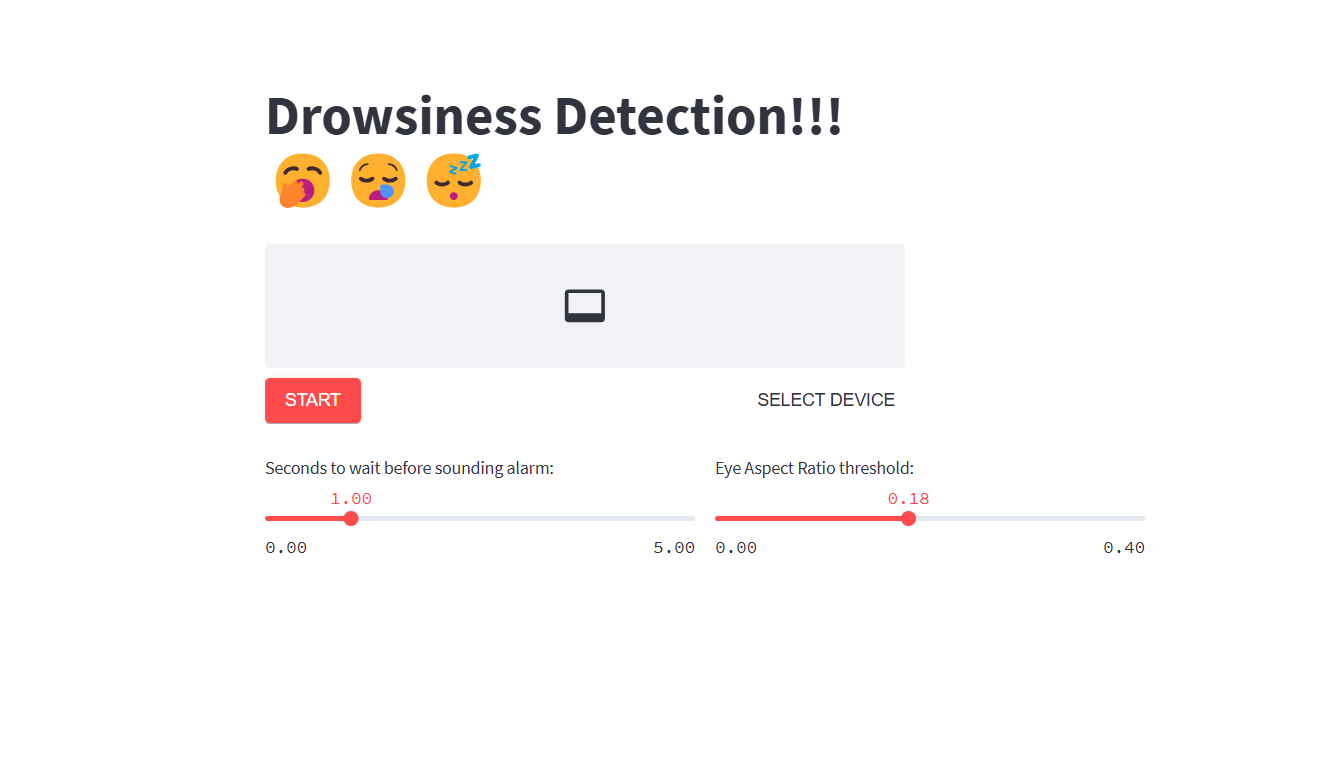 Drowsiness Detection!!!
START
SELECT DEVICE
Seconds to wait before sounding alarm:
1.00
0.00
5.00
Eye Aspect Ratio threshold:
0.18
0.00
0.40